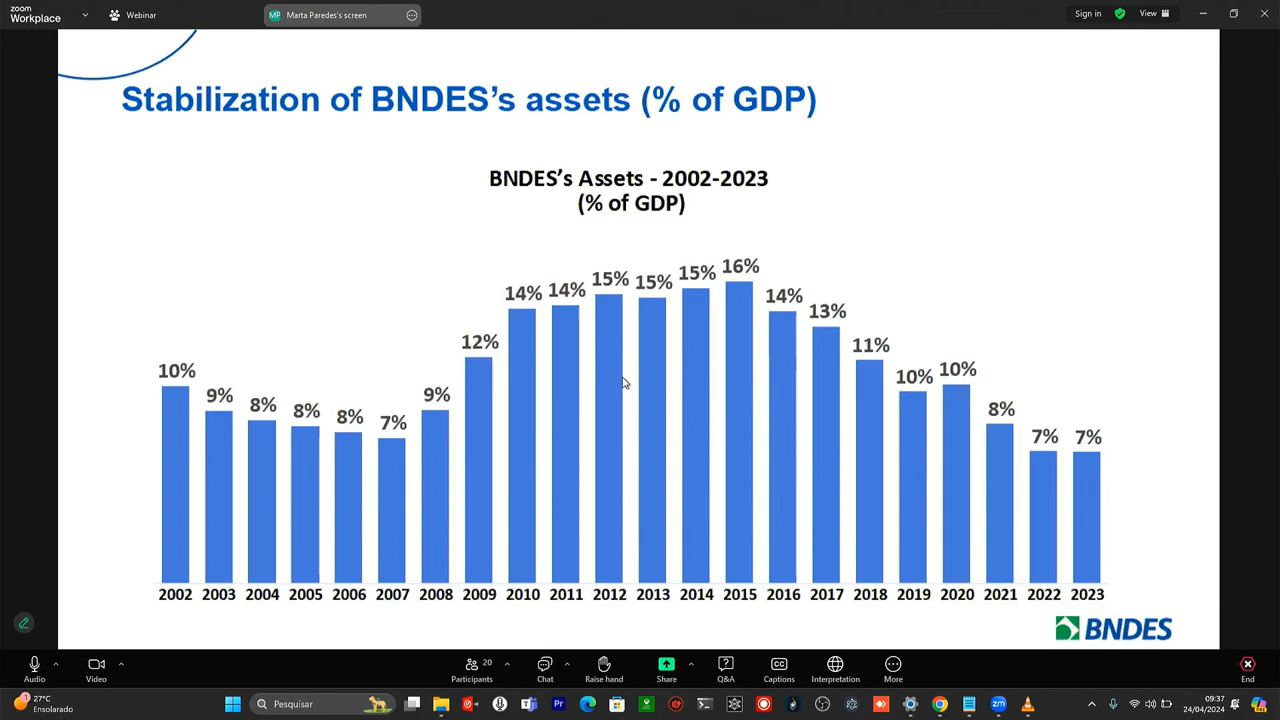 zoom
Workplace
Webinar
MP Marta Paredes's screen
Sign in
View
Stabilization of BNDES's assets (% of GDP)
BNDES's Assets - 2002-2023
(% of GDP)
10% 9% 8% 8% 8% 7% 9% 12% 14% 14% 15% 15% 15% 16% 14% 13% 11% 10% 10% 8% 7% 7%
2002 2003 2004 2005 2006 2007 2008 2009 2010 2011 2012 2013 2014 2015 2016 2017 2018 2019 2020 2021 2022 2023
BNDES
Audio
Video
20
Participants
Chat
Raise hand
Share
Q&A
Captions
Interpretation
More
End
27°C
Ensolarado
Pesquisar
09:37
24/04/2024